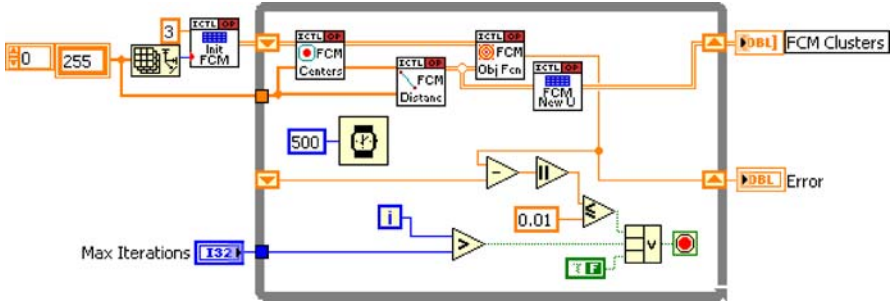 ICTL OP
Init
FCM
3
0
255
ICTL OP
FCM
Centers
ICTL OP
FCM
Distanc
ICTL OP
FCM
Obj Fcn
ICTL OP
FCM
New U
DBL
FCM Clusters
500
DBL
Error
0.01
i
Max Iterations
I32
F